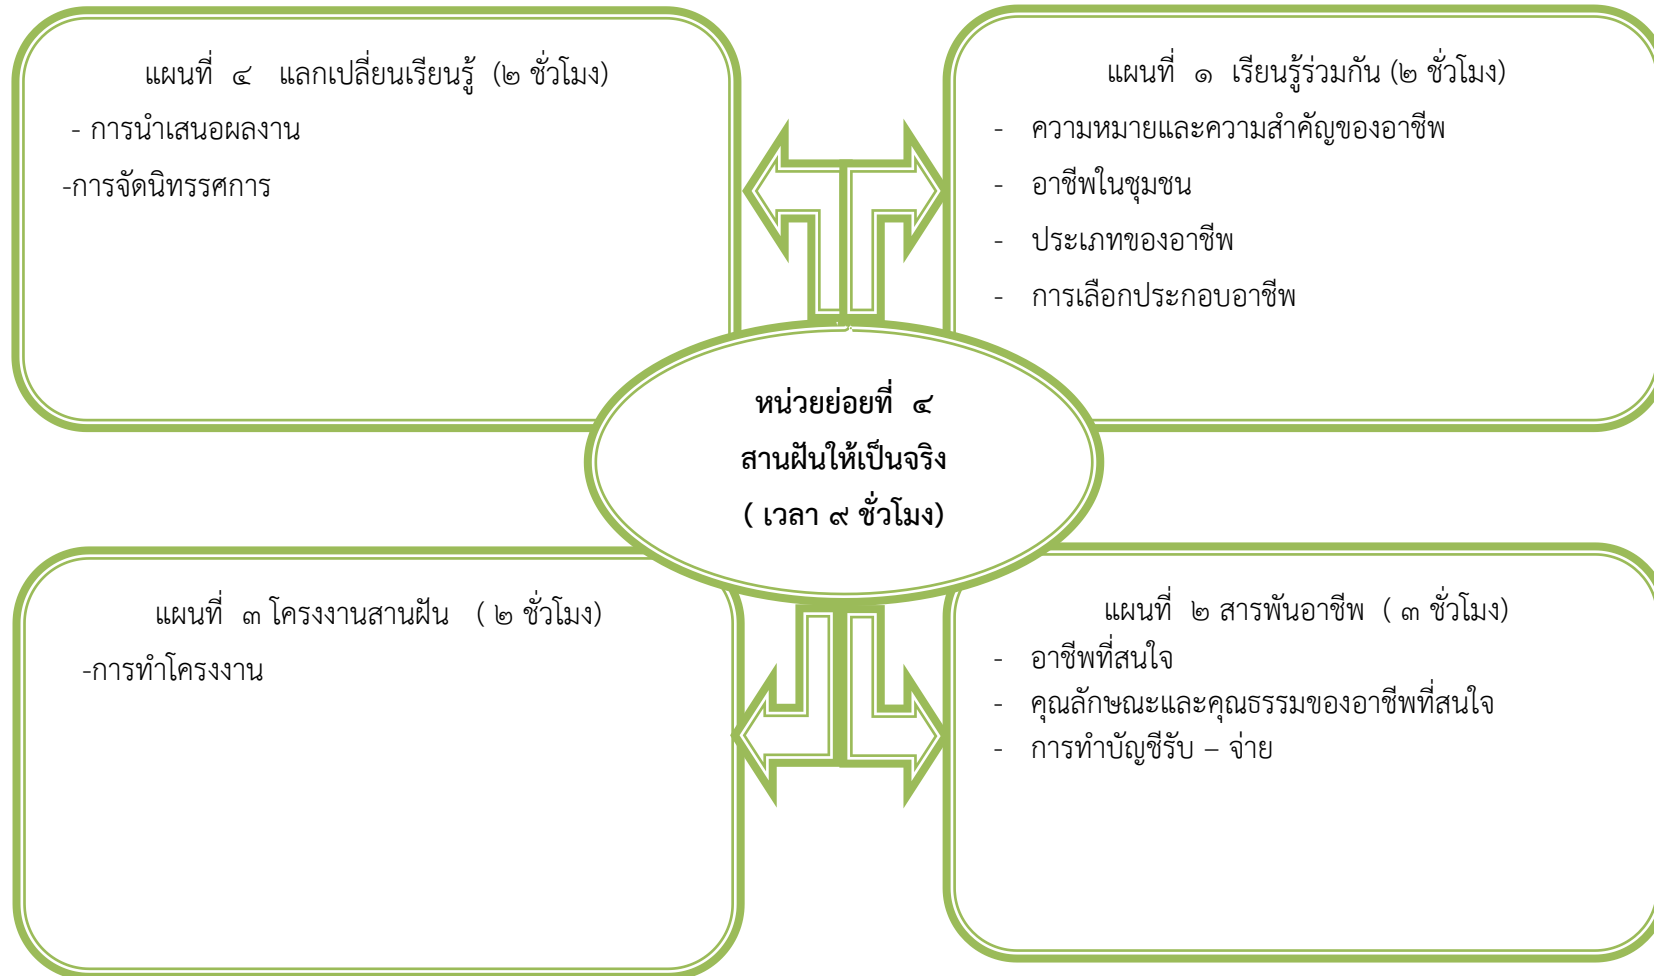 แผนที่ ๔ แลกเปลี่ยนเรียนรู้ (๒ ชั่วโมง)
- การนำเสนอผลงาน
-การจัดนิทรรศการ
แผนที่ ๑ เรียนรู้ร่วมกัน (๒ ชั่วโมง)
- ความหมายและความสำคัญของอาชีพ
- อาชีพในชุมชน
- ประเภทของอาชีพ
- การเลือกประกอบอาชีพ
หน่วยย่อยที่ ๔
สานฝันให้เป็นจริง
( เวลา ๙ ชั่วโมง)
แผนที่ ๓ โครงงานสานฝัน ( ๒ ชั่วโมง)
-การทำโครงงาน
แผนที่ ๒ สารพันอาชีพ ( ๓ ชั่วโมง)
- อาชีพที่สนใจ
- คุณลักษณะและคุณธรรมของอาชีพที่สนใจ
- การทำบัญชีรับ – จ่าย